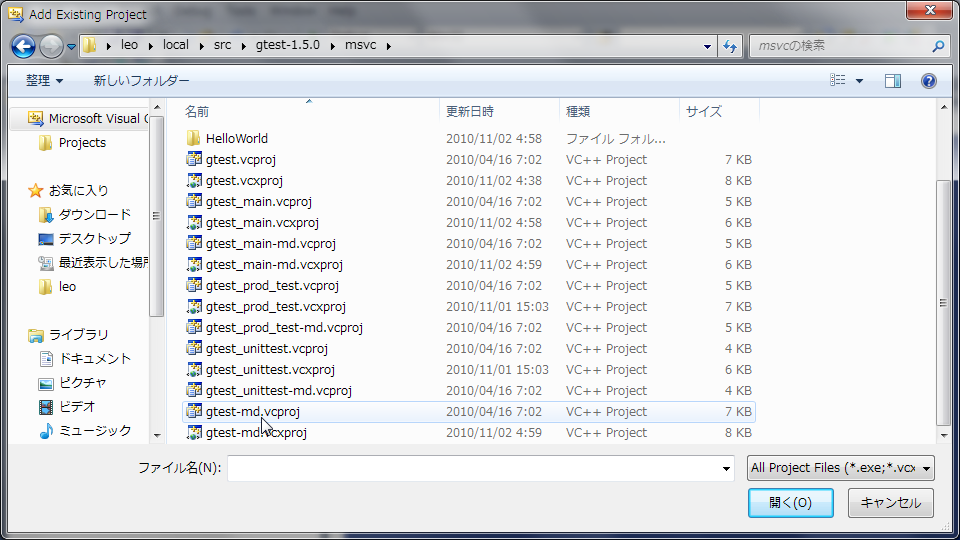 Add Existing Project
leo ▸ local ▸ src ▸ gtest-1.5.0 ▸ msvc ▸
msvcの検索
整理 新しいフォルダー
名前 更新日時 種類 サイズ
Microsoft Visual C
Projects
お気に入り
ダウンロード
デスクトップ
最近表示した場所
leo
ライブラリ
ドキュメント
ピクチャ
ビデオ
ミュージック
HelloWorld 2010/11/02 4:58 ファイル フォル...
gtest.vcproj 2010/04/16 7:02 VC++ Project 7 KB
gtest.vcxproj 2010/11/02 4:38 VC++ Project 8 KB
gtest_main.vcproj 2010/04/16 7:02 VC++ Project 5 KB
gtest_main.vcxproj 2010/11/02 4:58 VC++ Project 6 KB
gtest_main-md.vcproj 2010/04/16 7:02 VC++ Project 5 KB
gtest_main-md.vcxproj 2010/11/02 4:59 VC++ Project 6 KB
gtest_prod_test.vcproj 2010/04/16 7:02 VC++ Project 5 KB
gtest_prod_test.vcxproj 2010/11/01 15:03 VC++ Project 7 KB
gtest_prod_test-md.vcproj 2010/04/16 7:02 VC++ Project 5 KB
gtest_unittest.vcproj 2010/04/16 7:02 VC++ Project 4 KB
gtest_unittest.vcxproj 2010/11/01 15:03 VC++ Project 6 KB
gtest_unittest-md.vcproj 2010/04/16 7:02 VC++ Project 4 KB
gtest-md.vcproj 2010/04/16 7:02 VC++ Project 7 KB
gtest-md.vcxproj 2010/11/02 4:59 VC++ Project 8 KB
ファイル名(N):
All Project Files (*.exe;*.vcx
開く(O) キャンセル